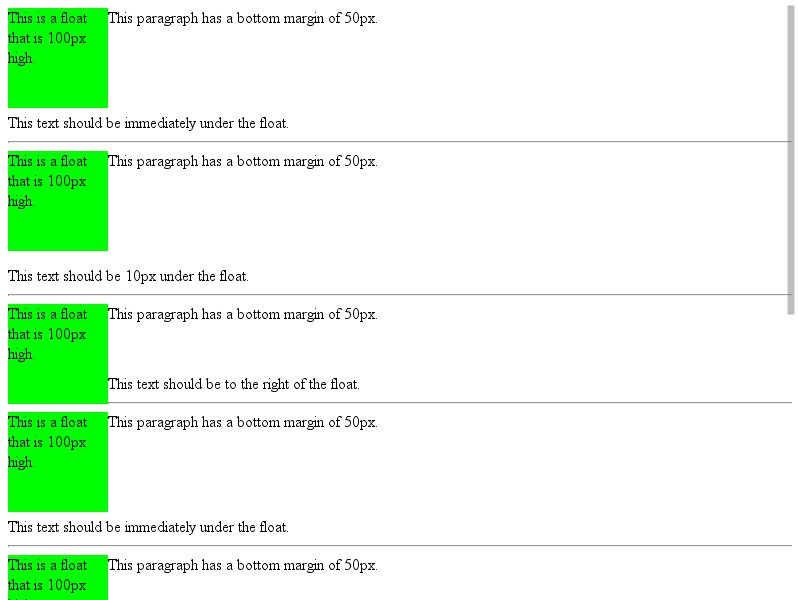 This is a float
that is 100px
high.
This paragraph has a bottom margin of 50px.
This text should be immediately under the float.
This is a float
that is 100px
high.
This paragraph has a bottom margin of 50px.
This text should be 10px under the float.
This is a float
that is 100px
high.
This paragraph has a bottom margin of 50px.
This text should be to the right of the float.
This is a float
that is 100px
high.
This paragraph has a bottom margin of 50px.
This text should be immediately under the float.
This is a float
that is 100px
This paragraph has a bottom margin of 50px.